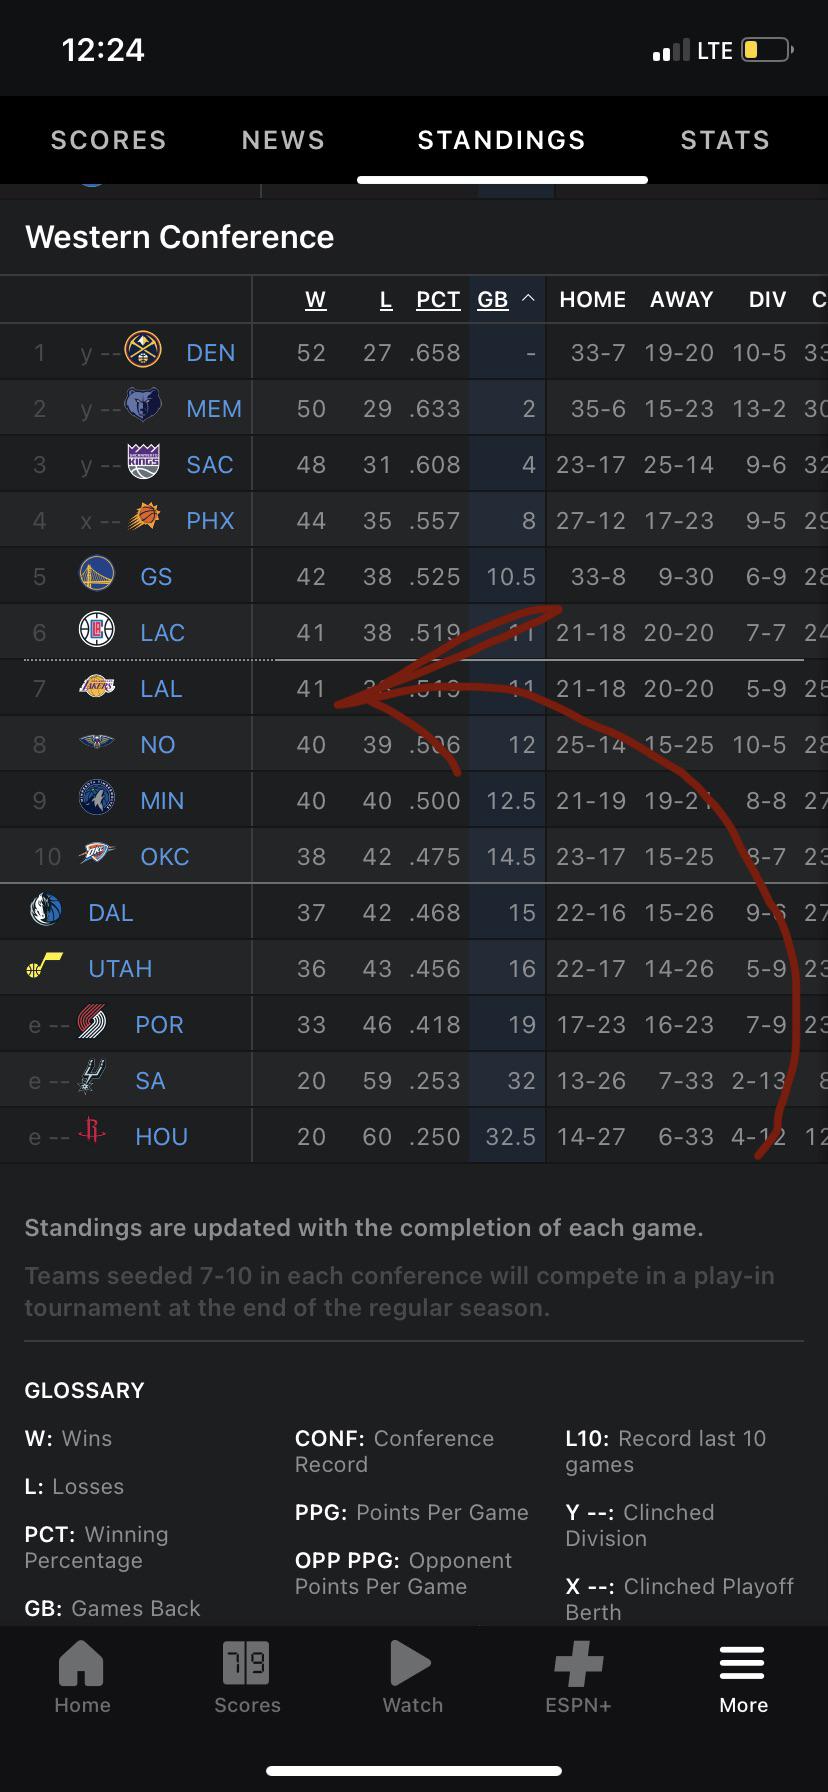 12:24 LTE
SCORES NEWS STANDINGS STATS
Western Conference
W L PCT GB HOME AWAY DIV C
1 y -- DEN 52 27 .658 - 33-7 19-20 10-5 33
2 y -- MEM 50 29 .633 2 35-6 15-23 13-2 30
3 y -- SAC 48 31 .608 4 23-17 25-14 9-6 32
4 x -- PHX 44 35 .557 8 27-12 17-23 9-5 29
5 GS 42 38 .525 10.5 33-8 9-30 6-9 28
6 LAC 41 38 .519 11 21-18 20-20 7-7 24
7 LAL 41 .519 11 21-18 20-20 5-9 25
8 NO 40 39 .506 12 25-14 15-25 10-5 28
9 MIN 40 40 .500 12.5 21-19 19-21 8-8 27
10 OKC 38 42 .475 14.5 23-17 15-25 8-7 23
DAL 37 42 .468 15 22-16 15-26 9-6 27
UTAH 36 43 .456 16 22-17 14-26 5-9 23
e -- POR 33 46 .418 19 17-23 16-23 7-9 23
e -- SA 20 59 .253 32 13-26 7-33 2-13 8
e -- HOU 20 60 .250 32.5 14-27 6-33 4-12 12
Standings are updated with the completion of each game.
Teams seeded 7-10 in each conference will compete in a play-in
tournament at the end of the regular season.
GLOSSARY
W: Wins
L: Losses
PCT: Winning
Percentage
GB: Games Back
CONF: Conference
Record
PPG: Points Per Game
OPP PPG: Opponent
Points Per Game
L10: Record last 10
games
Y --: Clinched
Division
X --: Clinched Playoff
Berth
Home Scores Watch ESPN+ More